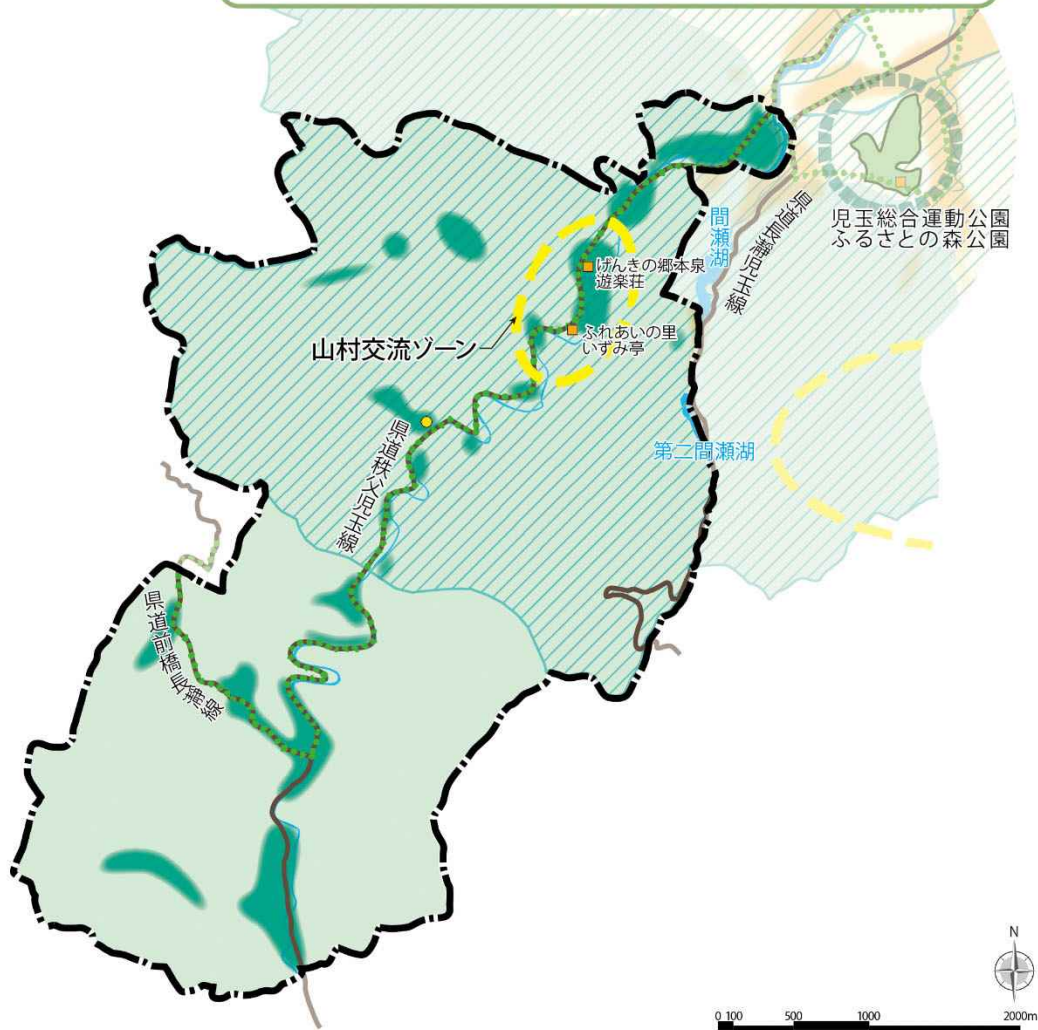 児玉総合運動公園
ふるさとの森公園
間瀬湖
県道長瀞児玉線
げんきの郷本泉
遊楽荘
ふれあいの里
いずみ亭
山村交流ゾーン
第二間瀬湖
県道秩父児玉線
県道前橋長瀞線
N
0 100 500 1000 2000m